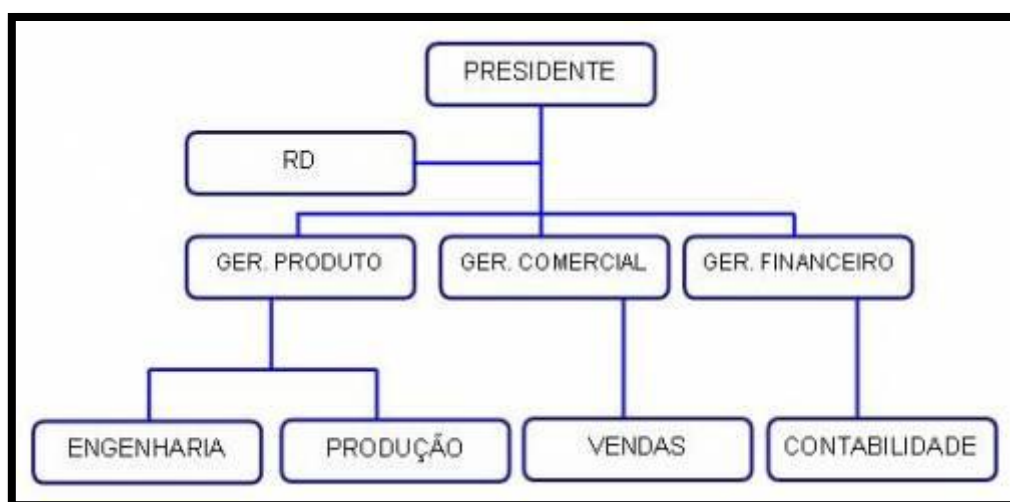 PRESIDENTE
RD
GER. PRODUTO
GER. COMERCIAL
GER. FINANCEIRO
ENGENHARIA
PRODUÇÃO
VENDAS
CONTABILIDADE